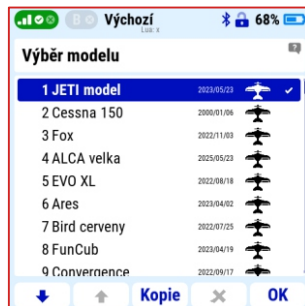 B Výchozí 68%
Lua: x
Výběr modelu ?
1 JETI model 2023/05/23
2 Cessna 150 2000/01/06
3 Fox 2022/11/03
4 ALCA velka 2025/05/23
5 EVO XL 2022/08/18
6 Ares 2023/04/02
7 Bird cerveny 2022/07/25
8 FunCub 2023/04/19
9 Convergence 2022/09/17
Kopie OK